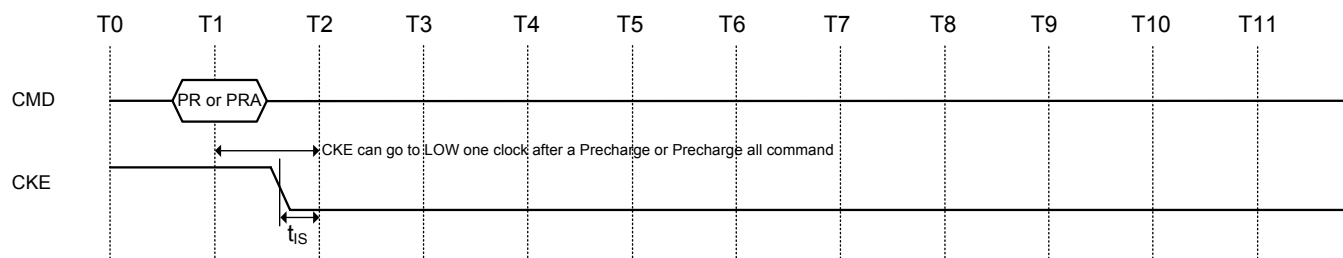 T0 T1 T2 T3 T4 T5 T6 T7 T8 T9 T10 T11
CMD PR or PRA
CKE can go to LOW one clock after a Precharge or Precharge all command
CKE
tIS